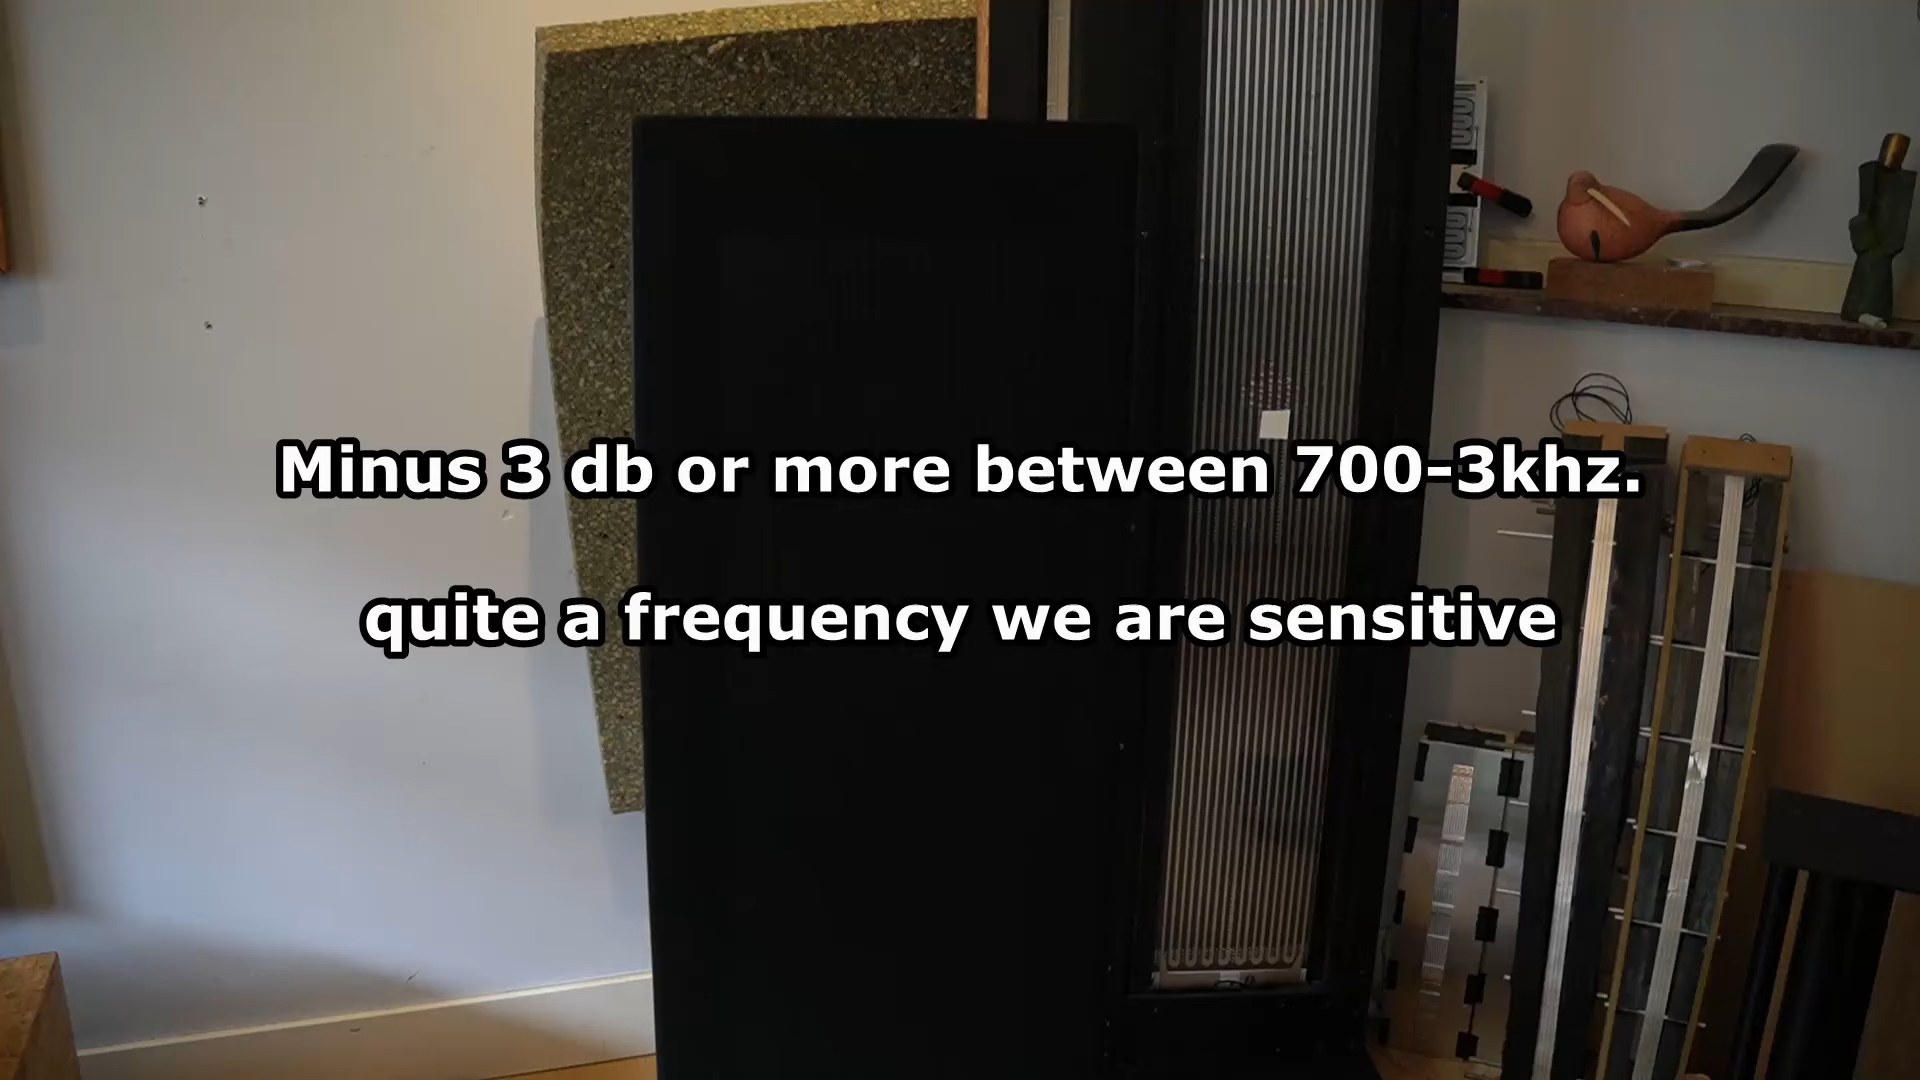 Minus 3 db or more between 700-3khz.
quite a frequency we are sensitive